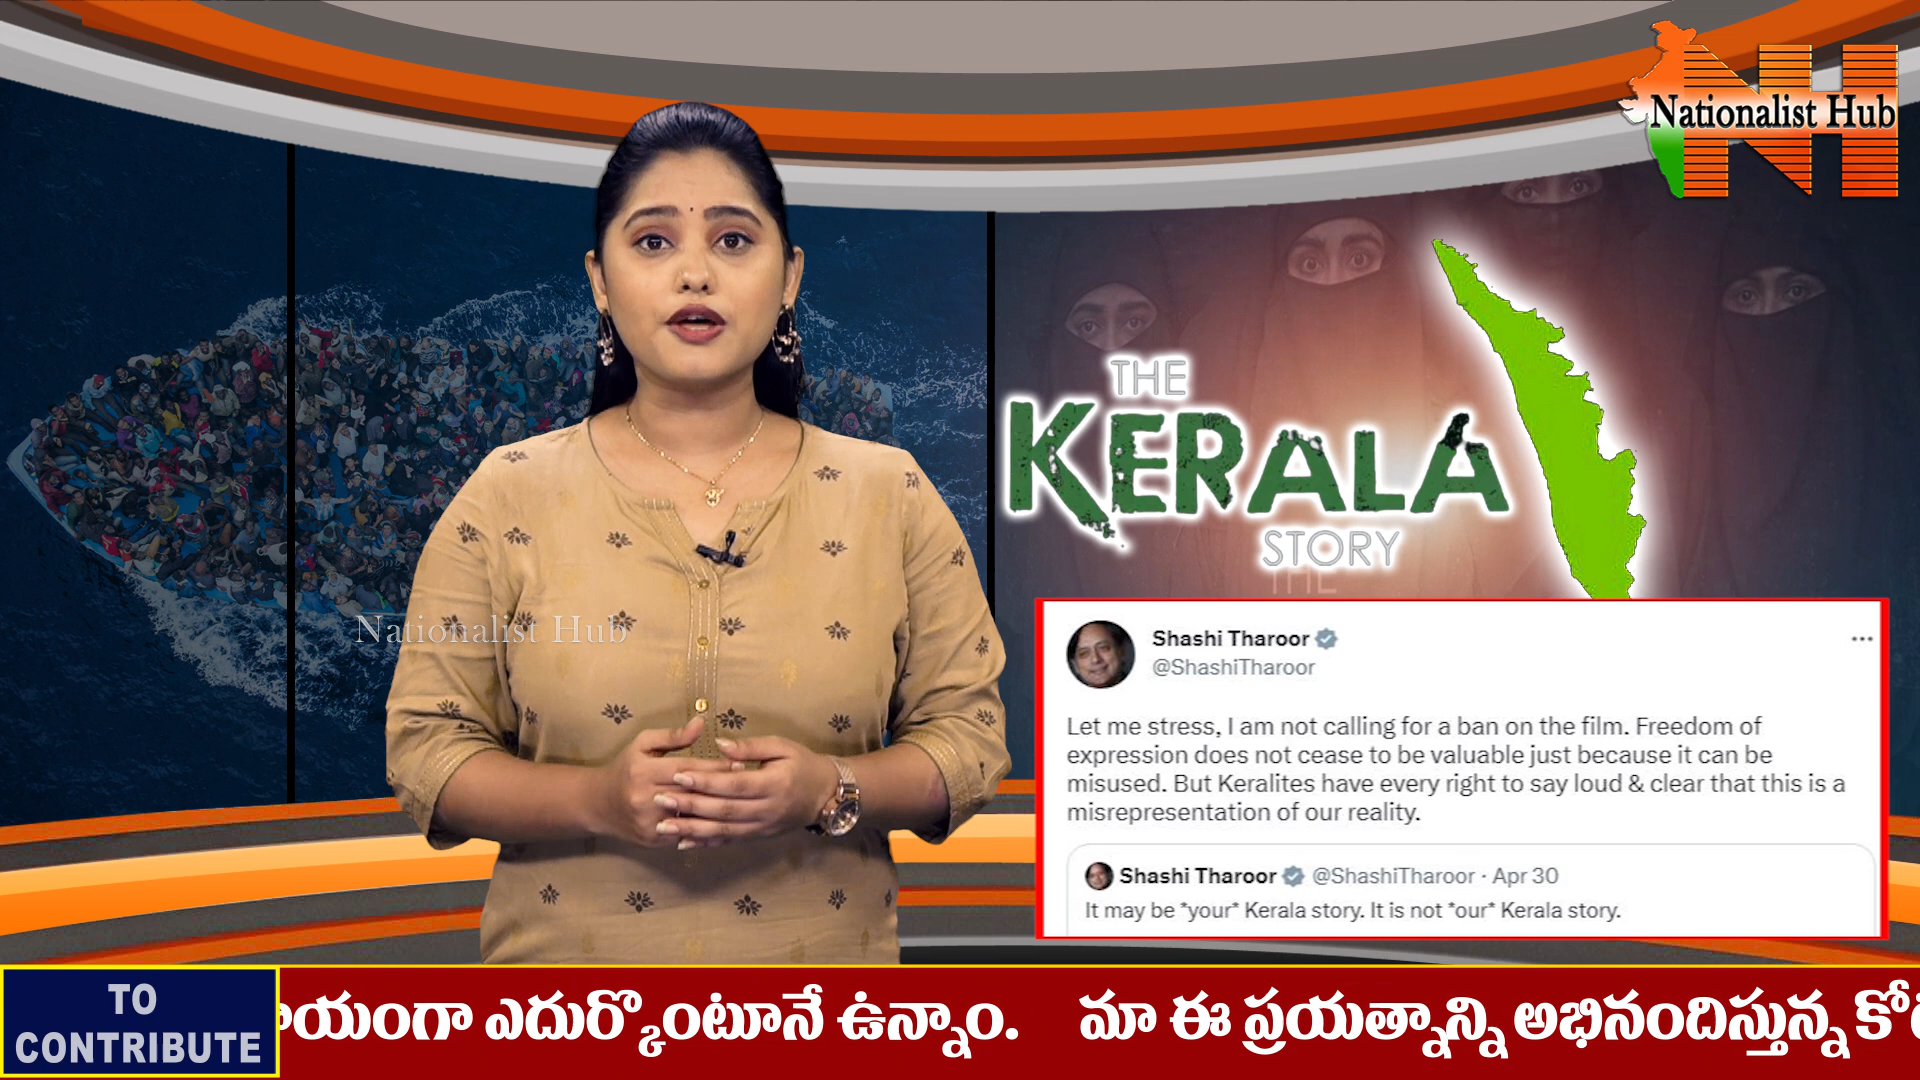 Nationalist Hub
THE
KERALA
STORY
THE
Nationalist Hub
Shashi Tharoor
@ShashiTharoor
Let me stress, I am not calling for a ban on the film. Freedom of
expression does not cease to be valuable just because it can be
misused. But Keralites have every right to say loud & clear that this is a
misrepresentation of our reality.
Shashi Tharoor @ShashiTharoor · Apr 30
It may be *your* Kerala story. It is not *our* Kerala story.
TO
CONTRIBUTE
ఎదుర్కొంటూనే ఉన్నాం. మా ఈ ప్రయత్నాన్ని అభినందిస్తున్న